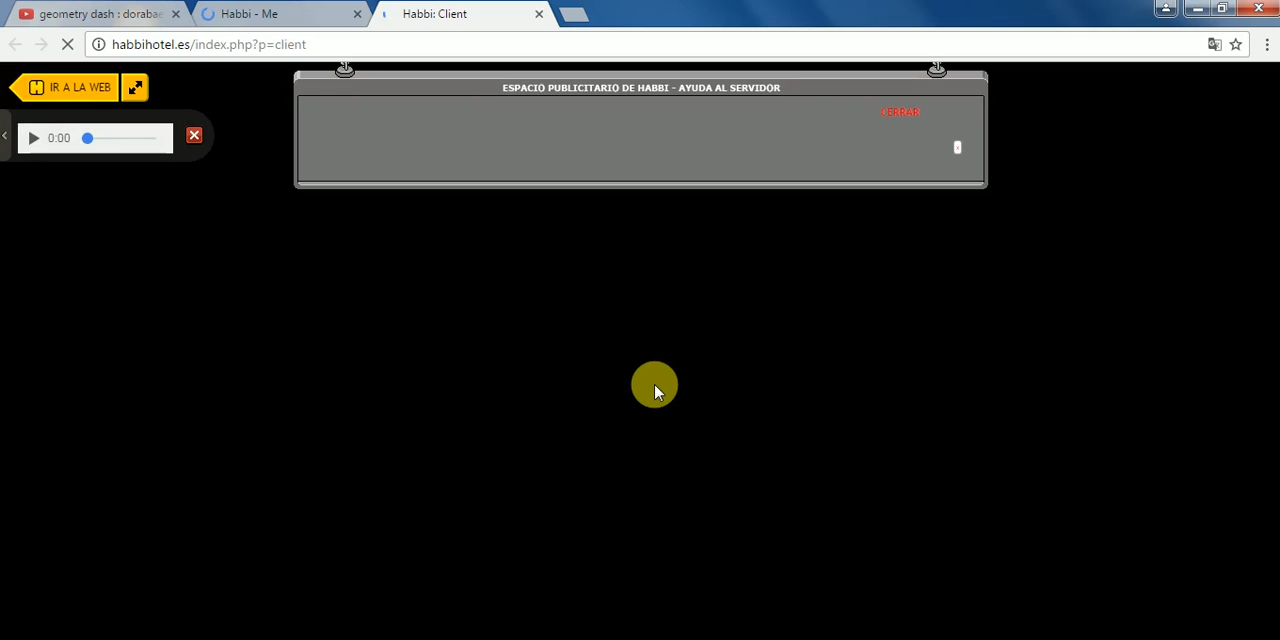 geometry dash : dorabae
Habbi - Me
Habbi: Client
habbihotel.es/index.php?p=client
IR A LA WEB
ESPACIO PUBLICITARIO DE HABBI - AYUDA AL SERVIDOR
CERRAR
x
0:00